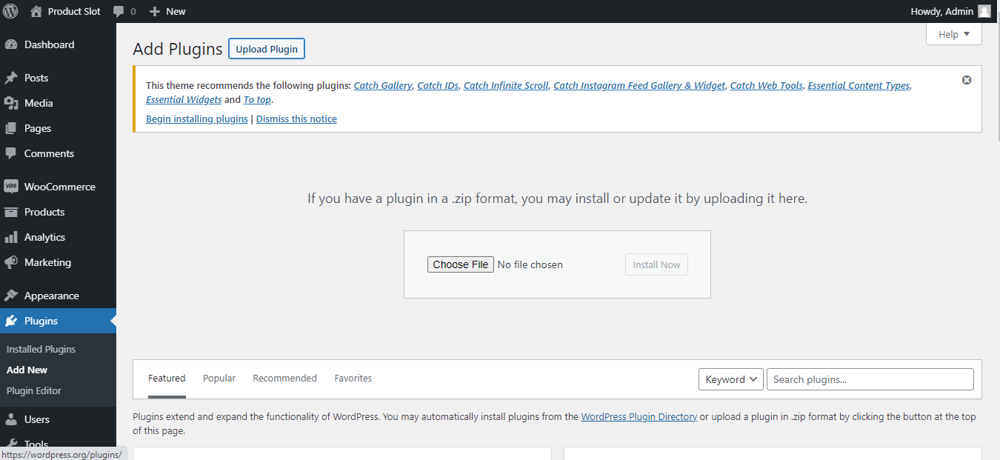 Product Slot 0 New Howdy, Admin
Dashboard
Posts
Media
Pages
Comments
WOO WooCommerce
Products
Analytics
Marketing
Appearance
Plugins
Installed Plugins
Add New
Plugin Editor
Users
Tools
https://wordpress.org/plugins/
Help
Add Plugins Upload Plugin
This theme recommends the following plugins: Catch Gallery, Catch IDs, Catch Infinite Scroll, Catch Instagram Feed Gallery & Widget, Catch Web Tools, Essential Content Types,
Essential Widgets and To top.
Begin installing plugins | Dismiss this notice
If you have a plugin in a .zip format, you may install or update it by uploading it here.
Choose File No file chosen Install Now
Featured Popular Recommended Favorites Keyword Search plugins...
Plugins extend and expand the functionality of WordPress. You may automatically install plugins from the WordPress Plugin Directory or upload a plugin in .zip format by clicking the button at the top
of this page.